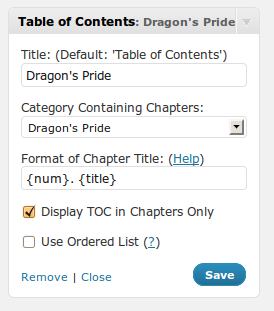 Table of Contents: Dragon's Pride
Title: (Default: 'Table of Contents')
Dragon's Pride
Category Containing Chapters:
Dragon's Pride
Format of Chapter Title: (Help)
{num}. {title}
Display TOC in Chapters Only
Use Ordered List (?)
Remove | Close
Save